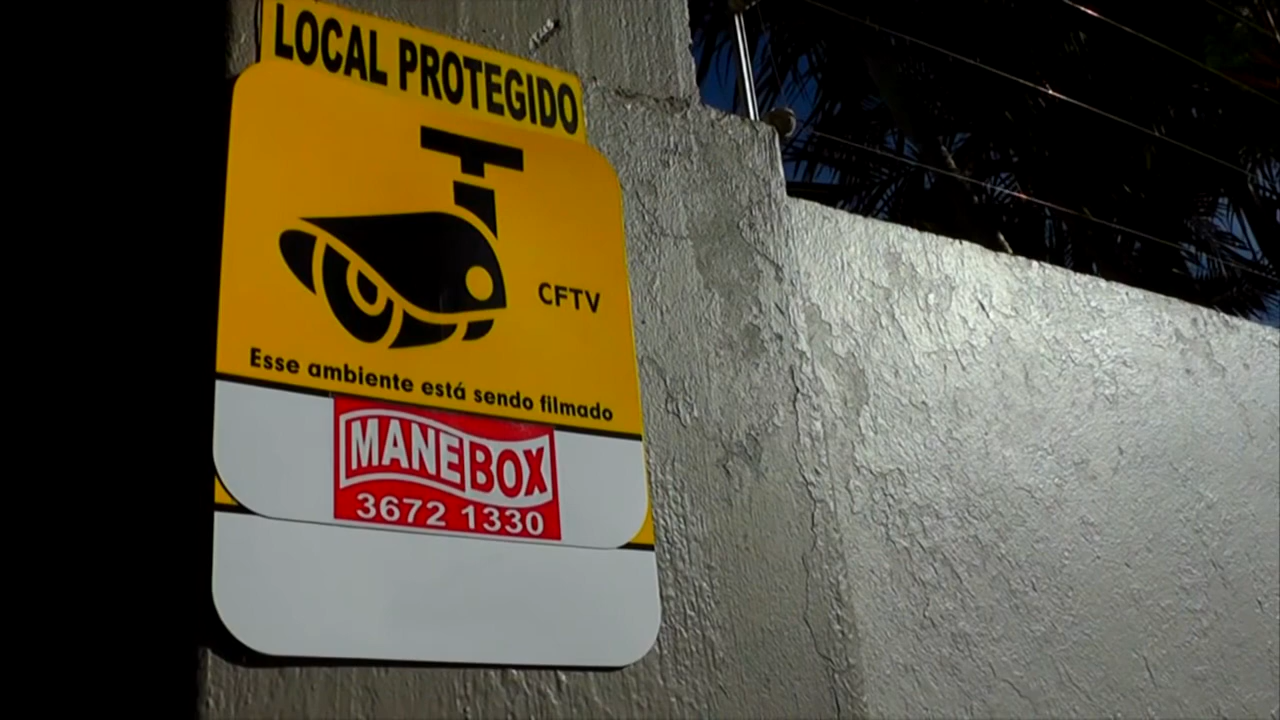 LOCAL PROTEGIDO
CFTV
Esse ambiente está sendo filmado
MANEBOX
3672 1330